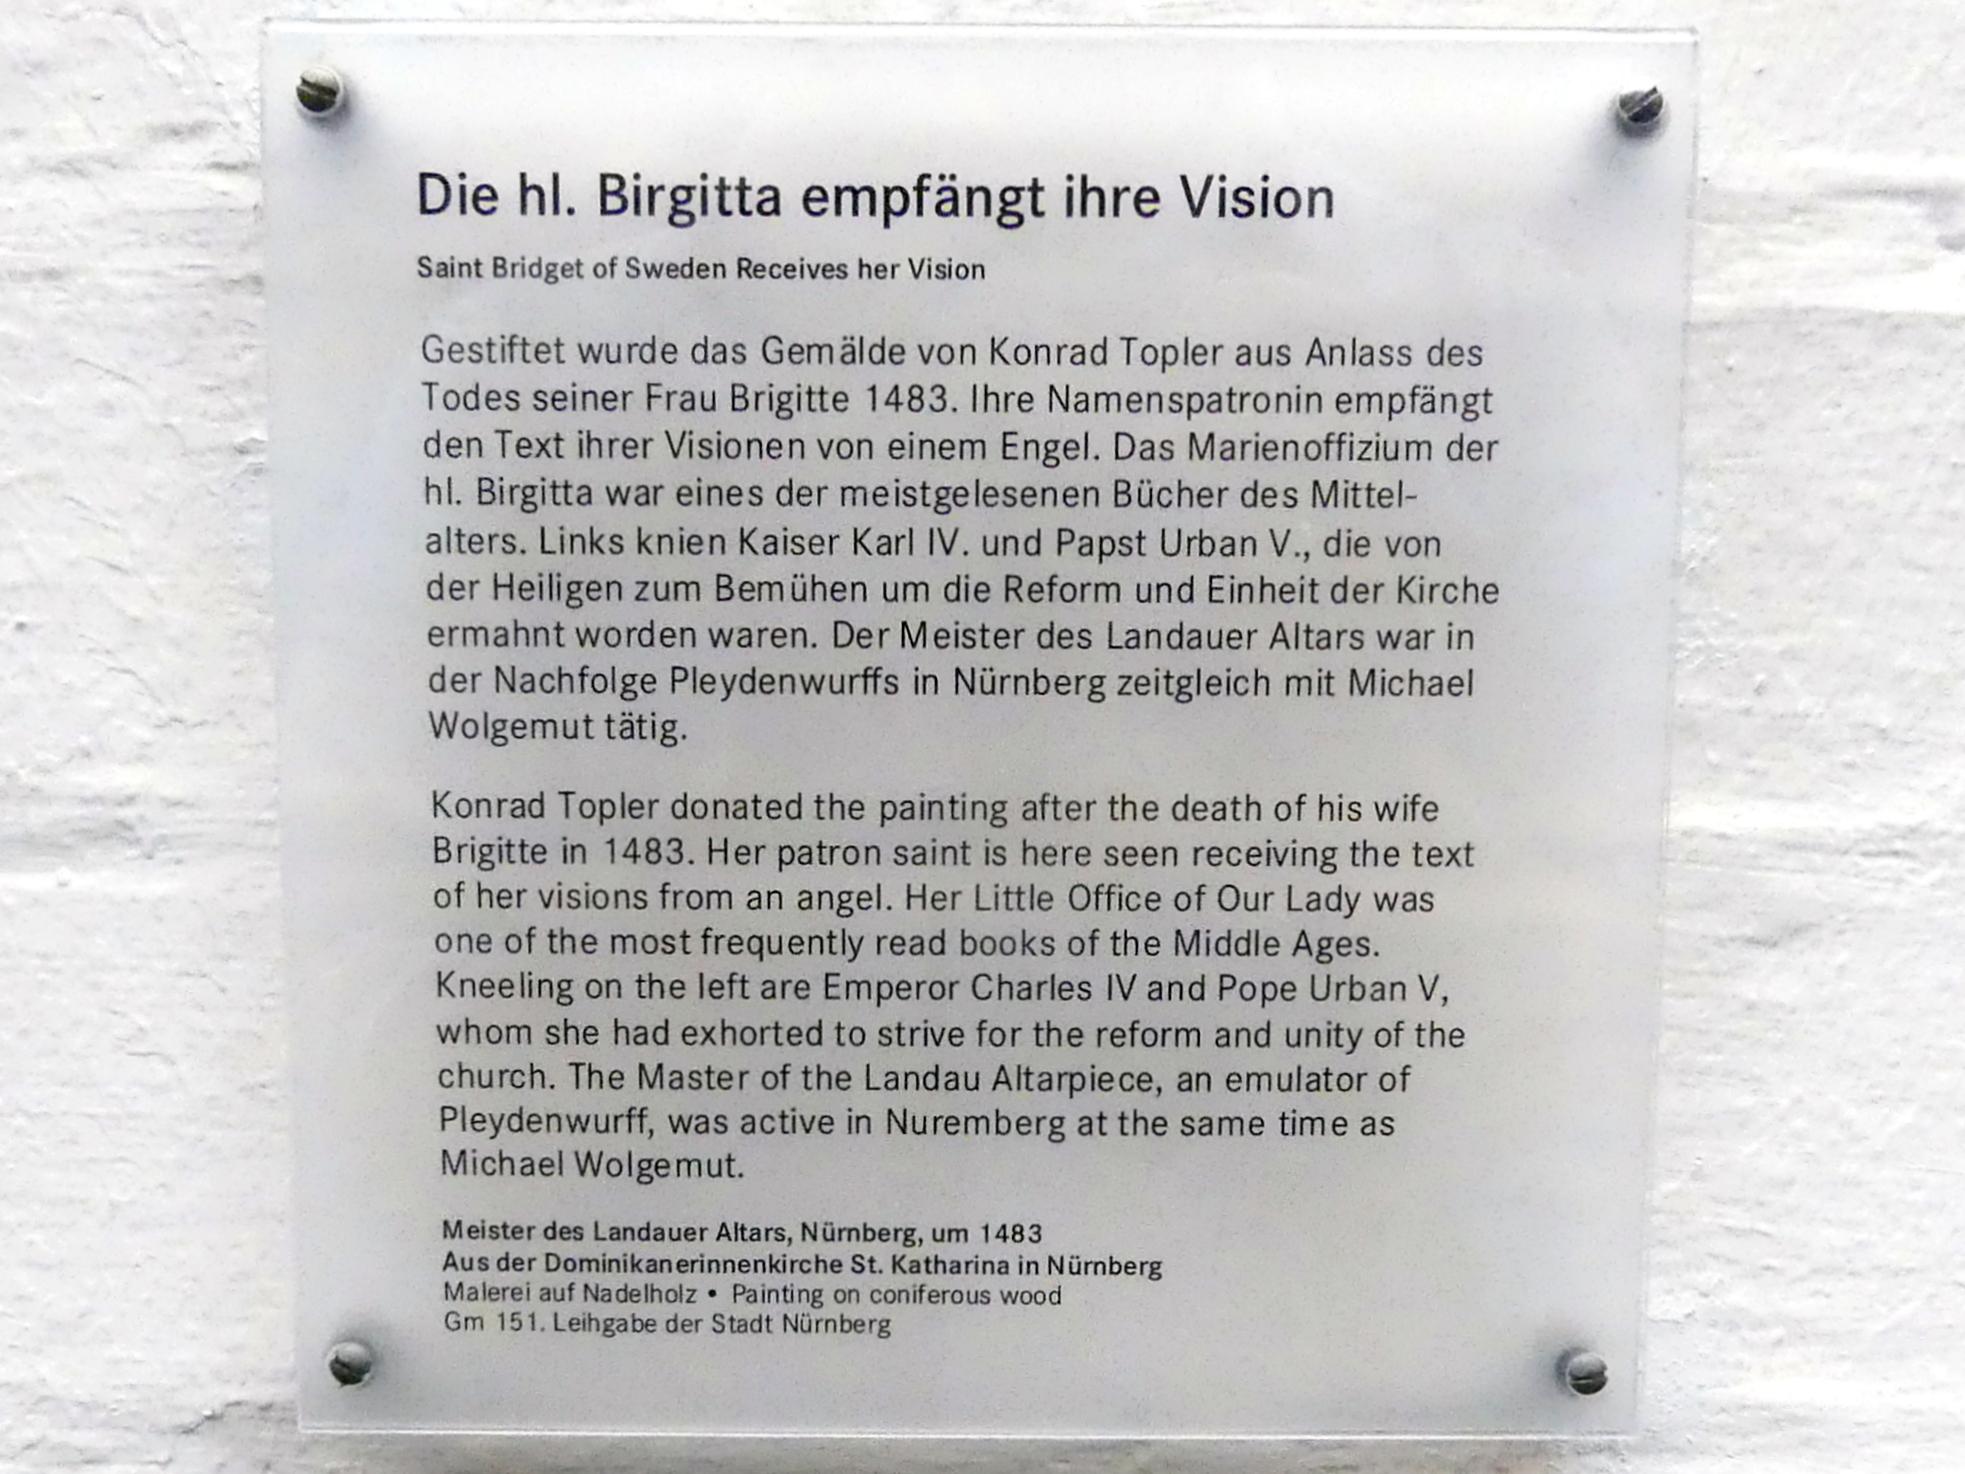 Die hl. Birgitta empfängt ihre Vision
Saint Bridget of Sweden Receives her Vision
Gestiftet wurde das Gemälde von Konrad Topler aus Anlass des
Todes seiner Frau Brigitte 1483. Ihre Namenspatronin empfängt
den Text ihrer Visionen von einem Engel. Das Marienoffizium der
hl. Birgitta war eines der meistgelesenen Bücher des Mittel-
alters. Links knien Kaiser Karl IV. und Papst Urban V., die von
der Heiligen zum Bemühen um die Reform und Einheit der Kirche
ermahnt worden waren. Der Meister des Landauer Altars war in
der Nachfolge Pleydenwurffs in Nürnberg zeitgleich mit Michael
Wolgemut tätig.
Konrad Topler donated the painting after the death of his wife
Brigitte in 1483. Her patron saint is here seen receiving the text
of her visions from an angel. Her Little Office of Our Lady was
one of the most frequently read books of the Middle Ages.
Kneeling on the left are Emperor Charles IV and Pope Urban V,
whom she had exhorted to strive for the reform and unity of the
church. The Master of the Landau Altarpiece, an emulator of
Pleydenwurff, was active in Nuremberg at the same time as
Michael Wolgemut.
Meister des Landauer Altars, Nürnberg, um 1483
Aus der Dominikanerinnenkirche St. Katharina in Nürnberg
Malerei auf Nadelholz • Painting on coniferous wood
Gm 151. Leihgabe der Stadt Nürnberg